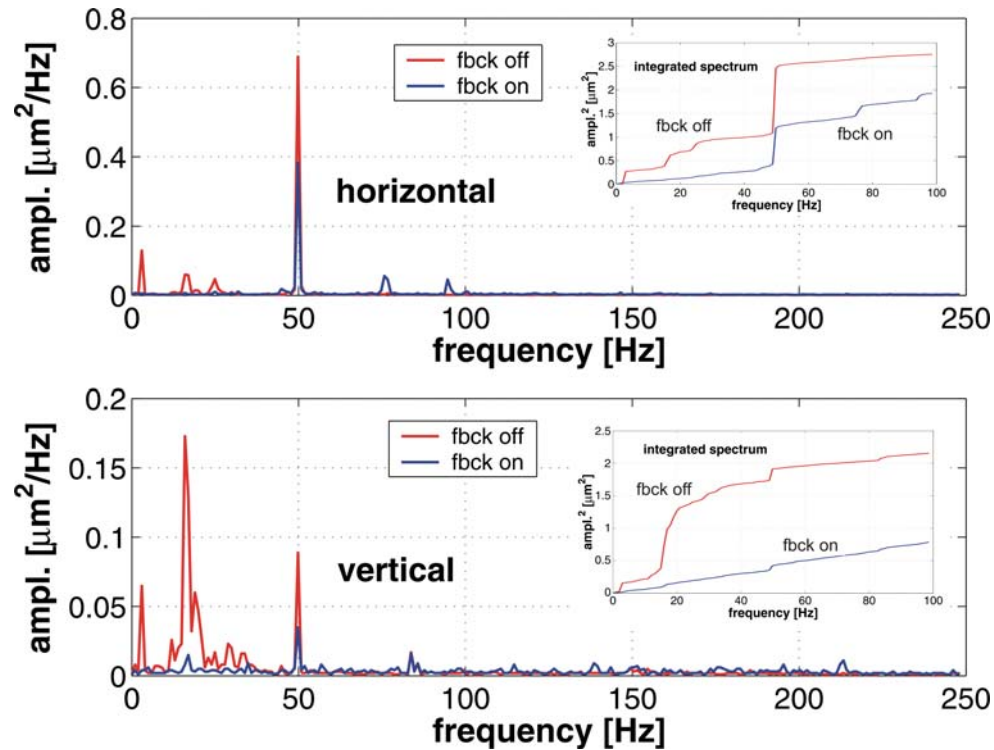 ampl. [μm²/Hz]
0.8
0.6
0.4
0.2
0
fbck off
fbck on
horizontal
0 50 100 150 200 250
frequency [Hz]
integrated spectrum
ampl.² [μm²]
3
2.5
2
1.5
1
0.5
0
fbck off
fbck on
0 20 40 60 80 100
frequency [Hz]
ampl. [μm²/Hz]
0.2
0.15
0.1
0.05
0
fbck off
fbck on
vertical
0 50 100 150 200 250
frequency [Hz]
integrated spectrum
ampl.² [μm²]
2.5
2
1.5
1
0.5
0
fbck off
fbck on
0 20 40 60 80 100
frequency [Hz]